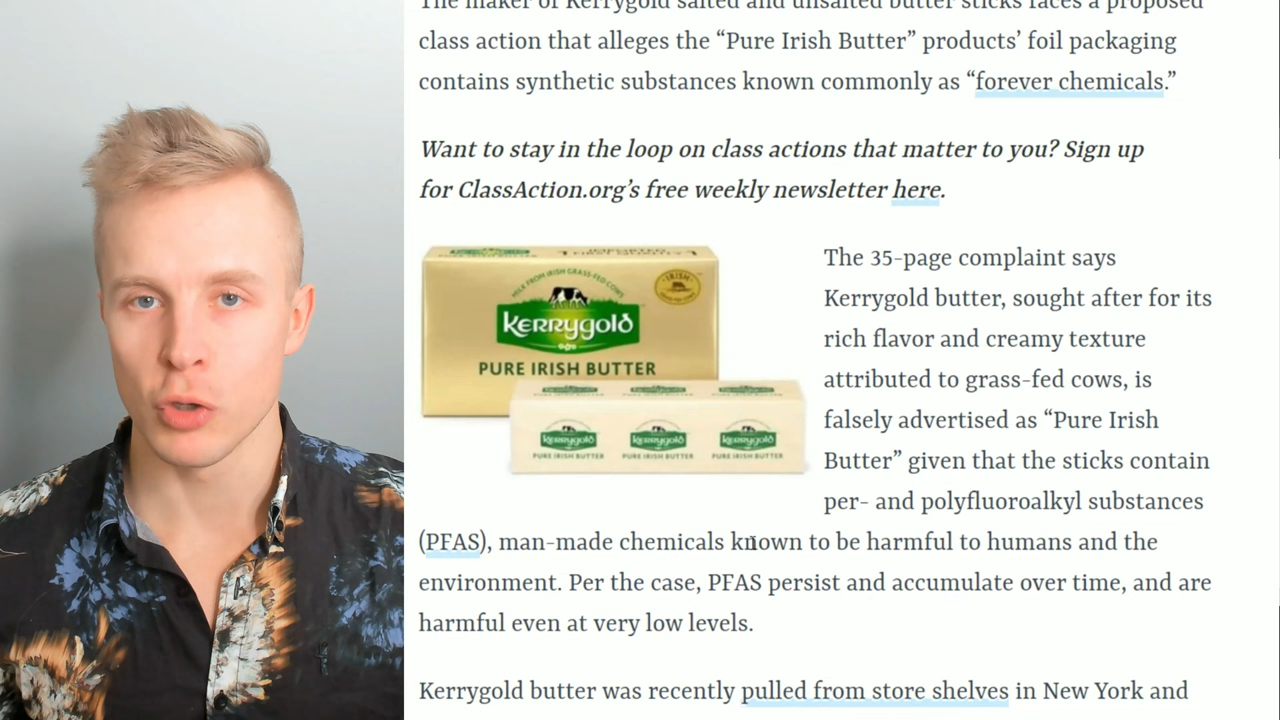 The maker of Kerrygold salted and unsalted butter sticks faces a proposed
class action that alleges the “Pure Irish Butter” products’ foil packaging
contains synthetic substances known commonly as “forever chemicals.”
Want to stay in the loop on class actions that matter to you? Sign up
for ClassAction.org’s free weekly newsletter here.
IMPORTED
MILK FROM IRISH GRASS-FED COWS
IRISH
kerrygold
PURE IRISH BUTTER
kerrygold kerrygold kerrygold
PURE IRISH BUTTER PURE IRISH BUTTER PURE IRISH BUTTER
The 35-page complaint says
Kerrygold butter, sought after for its
rich flavor and creamy texture
attributed to grass-fed cows, is
falsely advertised as “Pure Irish
Butter” given that the sticks contain
per- and polyfluoroalkyl substances
(PFAS), man-made chemicals known to be harmful to humans and the
environment. Per the case, PFAS persist and accumulate over time, and are
harmful even at very low levels.
Kerrygold butter was recently pulled from store shelves in New York and